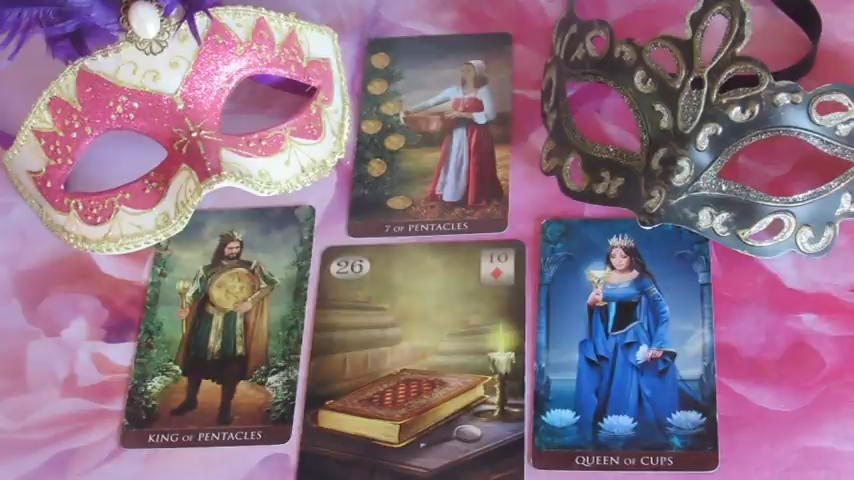 7 OF PENTACLES
26
10
KING OF PENTACLES
QUEEN OF CUPS